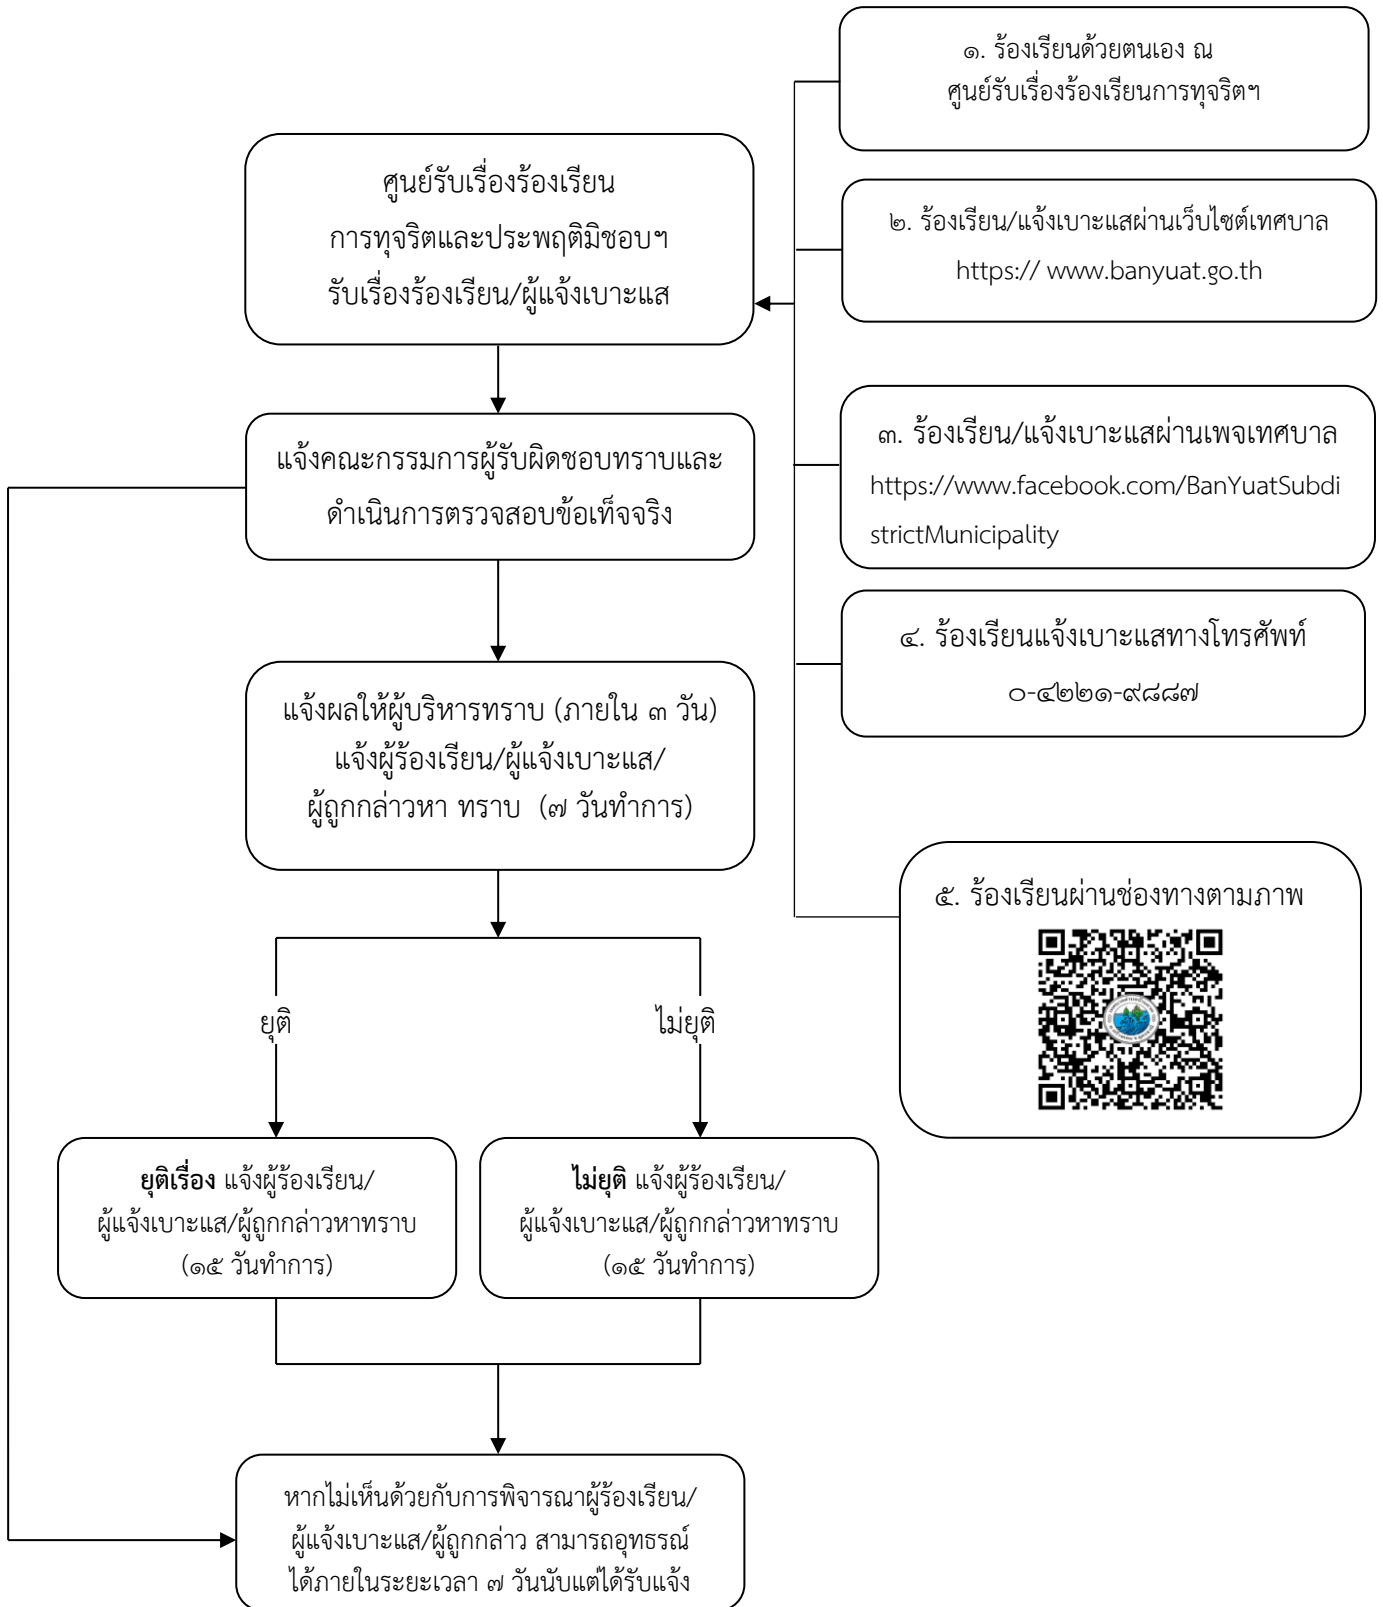 ๑. ร้องเรียนด้วยตนเอง ณ
ศูนย์รับเรื่องร้องเรียนการทุจริตฯ
ศูนย์รับเรื่องร้องเรียน
การทุจริตและประพฤติมิชอบฯ
รับเรื่องร้องเรียน/ผู้แจ้งเบาะแส
๒. ร้องเรียน/แจ้งเบาะแสผ่านเว็บไซต์เทศบาล
https:// www.banyuat.go.th
๓. ร้องเรียน/แจ้งเบาะแสผ่านเพจเทศบาล
https://www.facebook.com/BanYuatSubdi
strictMunicipality
แจ้งคณะกรรมการผู้รับผิดชอบทราบและ
ดำเนินการตรวจสอบข้อเท็จจริง
๔. ร้องเรียนแจ้งเบาะแสทางโทรศัพท์
๐-๔๒๒๑-๙๘๘๗
แจ้งผลให้ผู้บริหารทราบ (ภายใน ๓ วัน)
แจ้งผู้ร้องเรียน/ผู้แจ้งเบาะแส/
ผู้ถูกกล่าวหา ทราบ (๗ วันทำการ)
๕. ร้องเรียนผ่านช่องทางตามภาพ
ยุติ
ไม่ยุติ
ยุติเรื่อง แจ้งผู้ร้องเรียน/
ผู้แจ้งเบาะแส/ผู้ถูกกล่าวหาทราบ
(๑๕ วันทำการ)
ไม่ยุติ แจ้งผู้ร้องเรียน/
ผู้แจ้งเบาะแส/ผู้ถูกกล่าวหาทราบ
(๑๕ วันทำการ)
หากไม่เห็นด้วยกับการพิจารณาผู้ร้องเรียน/
ผู้แจ้งเบาะแส/ผู้ถูกกล่าว สามารถอุทธรณ์
ได้ภายในระยะเวลา ๗ วันนับแต่ได้รับแจ้ง